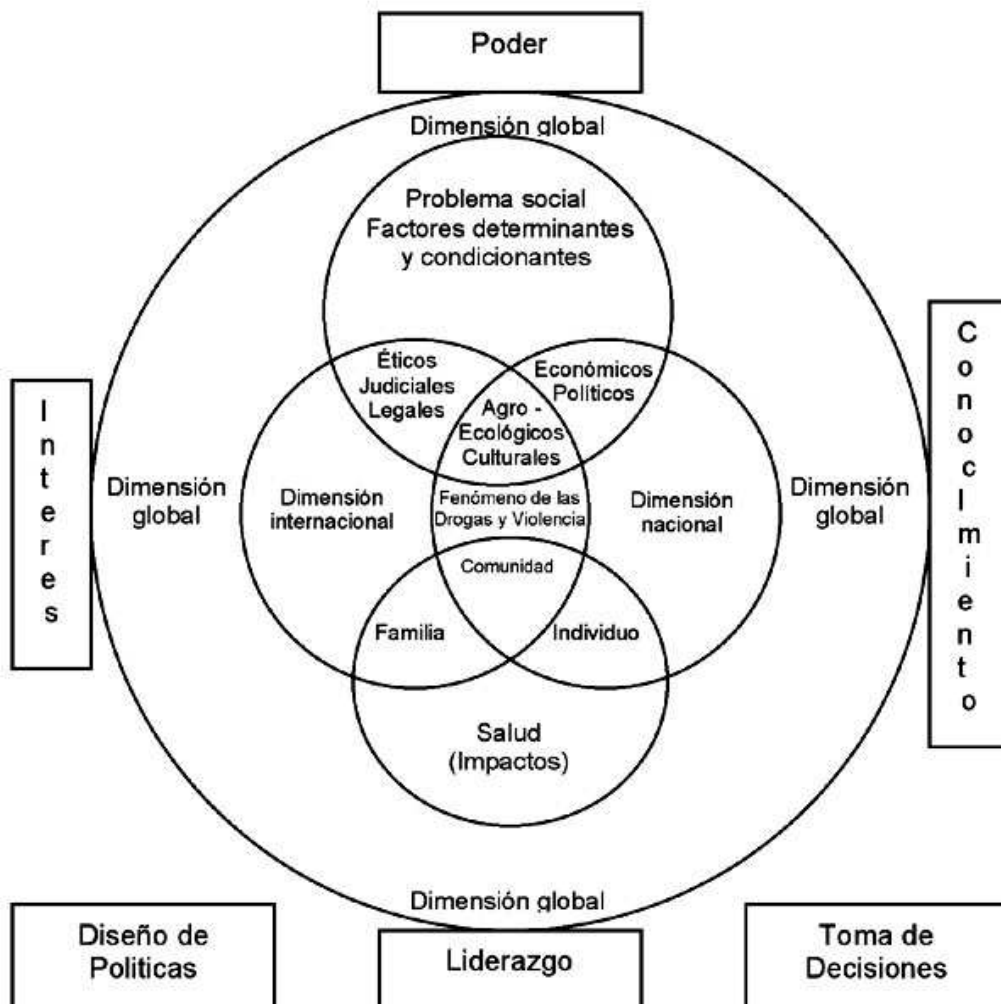 Poder
Dimensión global
Problema social
Factores determinantes
y condicionantes
Éticos
Judiciales
Legales
Económicos
Políticos
Agro -
Ecológicos
Culturales
Interes
Dimensión
global
Dimensión
internacional
Fenómeno de las
Drogas y Violencia
Dimensión
nacional
Dimensión
global
ConocImiento
Comunidad
Familia
Individuo
Salud
(Impactos)
Dimensión global
Diseño de
Politicas
Liderazgo
Toma de
Decisiones